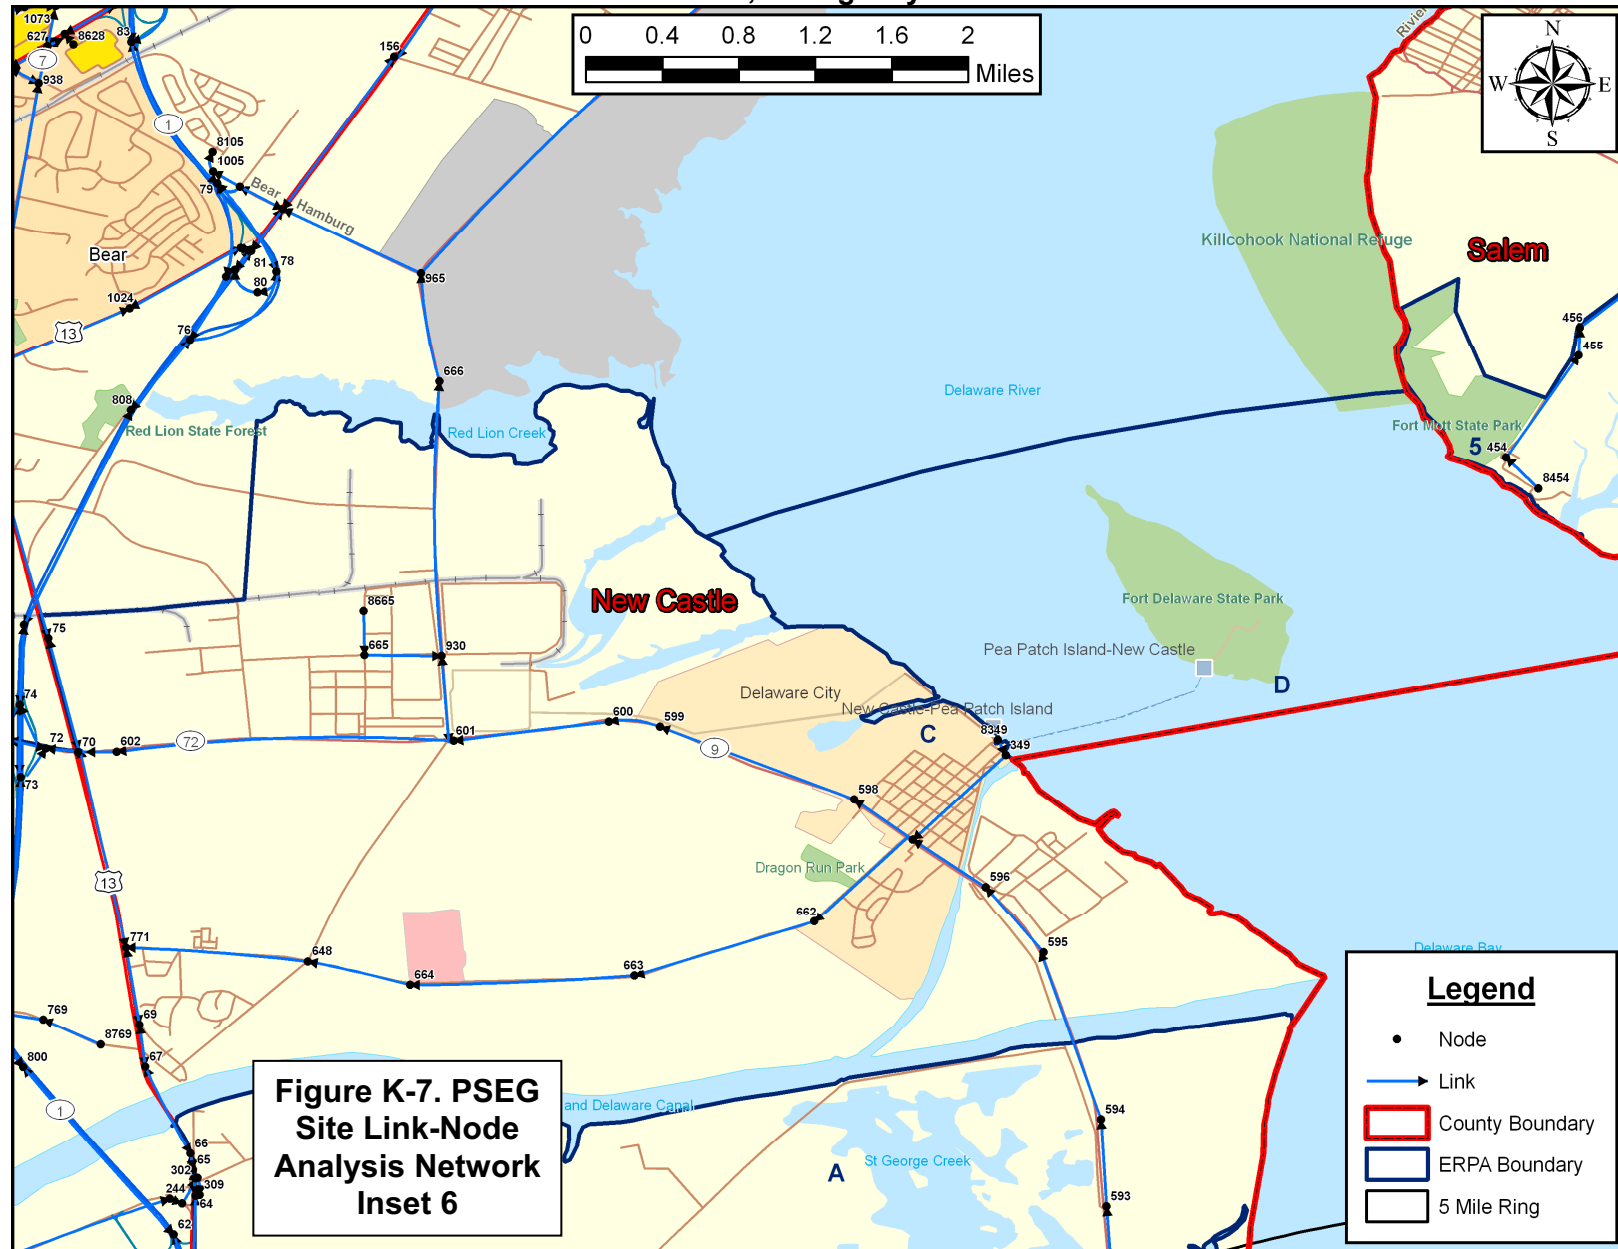 1073
627
8628
7
938
83
156
0 0.4 0.8 1.2 1.6 2
Miles
N
W E
S
1
8105
1005
79
Bear Hamburg
Bear
81
78
80
1024
13
76
965
666
808
Red Lion State Forest
Red Lion Creek
Killcohook National Refuge
Salem
456
455
Delaware River
Fort Mott State Park
5
454
8454
New Castle
8665
665
930
75
74
Fort Delaware State Park
Pea Patch Island-New Castle
D
Delaware City
New Castle-Pea Patch Island
C
8349
349
72
70
602
72
601
600
599
9
73
598
13
Dragon Run Park
596
662
771
648
664
663
595
Delaware Bay
769
8769
69
67
800
1
and Delaware Canal
594
St George Creek
A
593
66
65
302
309
244
64
62
Figure K-7. PSEG
Site Link-Node
Analysis Network
Inset 6
Legend
Node
Link
County Boundary
ERPA Boundary
5 Mile Ring